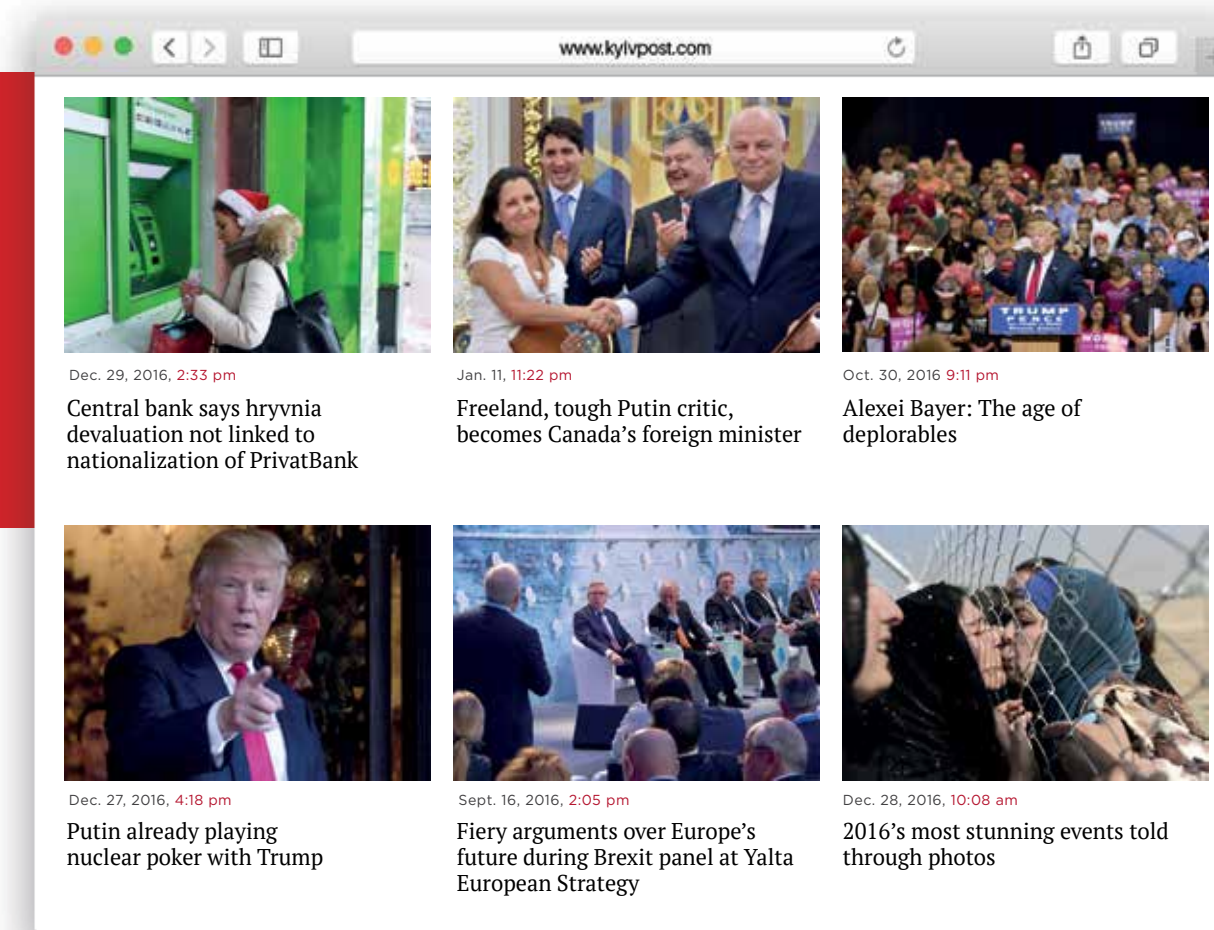 www.kyivpost.com
TRUMP
TRUMP
PENCE
Dec. 29, 2016, 2:33 pm
Central bank says hryvnia
devaluation not linked to
nationalization of PrivatBank
Jan. 11, 11:22 pm
Freeland, tough Putin critic,
becomes Canada’s foreign minister
Oct. 30, 2016 9:11 pm
Alexei Bayer: The age of
deplorables
Dec. 27, 2016, 4:18 pm
Putin already playing
nuclear poker with Trump
Sept. 16, 2016, 2:05 pm
Fiery arguments over Europe’s
future during Brexit panel at Yalta
European Strategy
Dec. 28, 2016, 10:08 am
2016’s most stunning events told
through photos